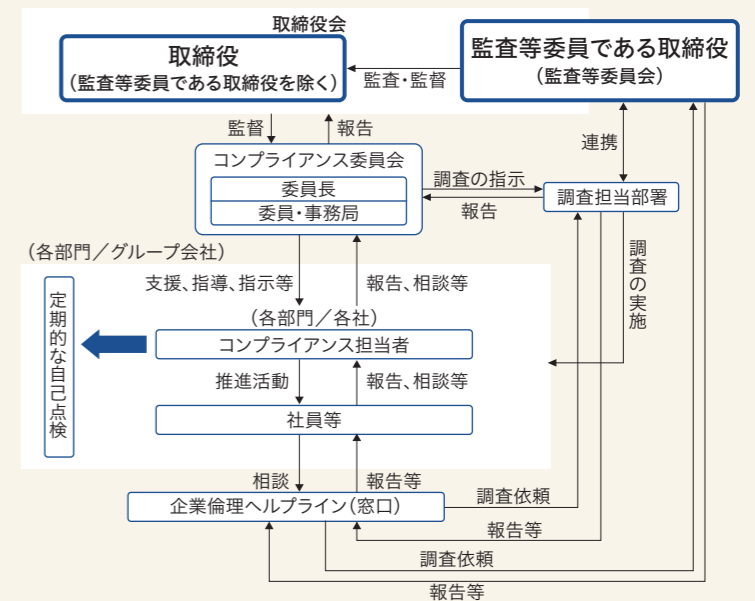 取締役会
取締役
（監査等委員である取締役を除く）
監査等委員である取締役
（監査等委員会）
監査・監督
監督
報告
連携
コンプライアンス委員会
委員長
委員・事務局
調査の指示
報告
調査担当部署
（各部門／グループ会社）
支援、指導、指示等
報告、相談等
調査の実施
定期的な自己点検
（各部門／各社）
コンプライアンス担当者
推進活動
報告、相談等
社員等
相談
報告等
企業倫理ヘルプライン（窓口）
調査依頼
報告等
調査依頼
報告等